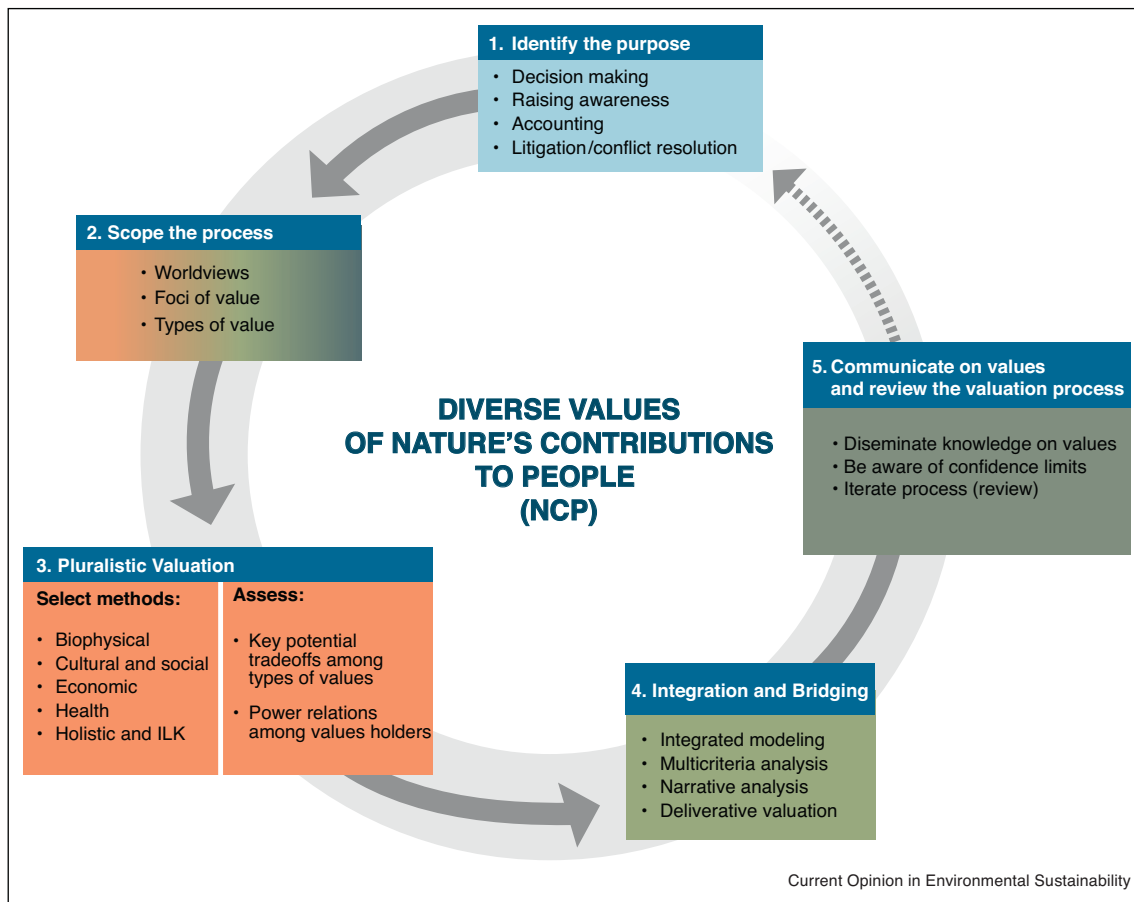 1. Identify the purpose
• Decision making
• Raising awareness
• Accounting
• Litigation/conflict resolution
2. Scope the process
• Worldviews
• Foci of value
• Types of value
DIVERSE VALUES
OF NATURE'S CONTRIBUTIONS
TO PEOPLE
(NCP)
3. Pluralistic Valuation
Select methods:
• Biophysical
• Cultural and social
• Economic
• Health
• Holistic and ILK
Assess:
• Key potential
tradeoffs among
types of values
• Power relations
among values holders
4. Integration and Bridging
• Integrated modeling
• Multicriteria analysis
• Narrative analysis
• Deliverative valuation
5. Communicate on values
and review the valuation process
• Diseminate knowledge on values
• Be aware of confidence limits
• Iterate process (review)
Current Opinion in Environmental Sustainability